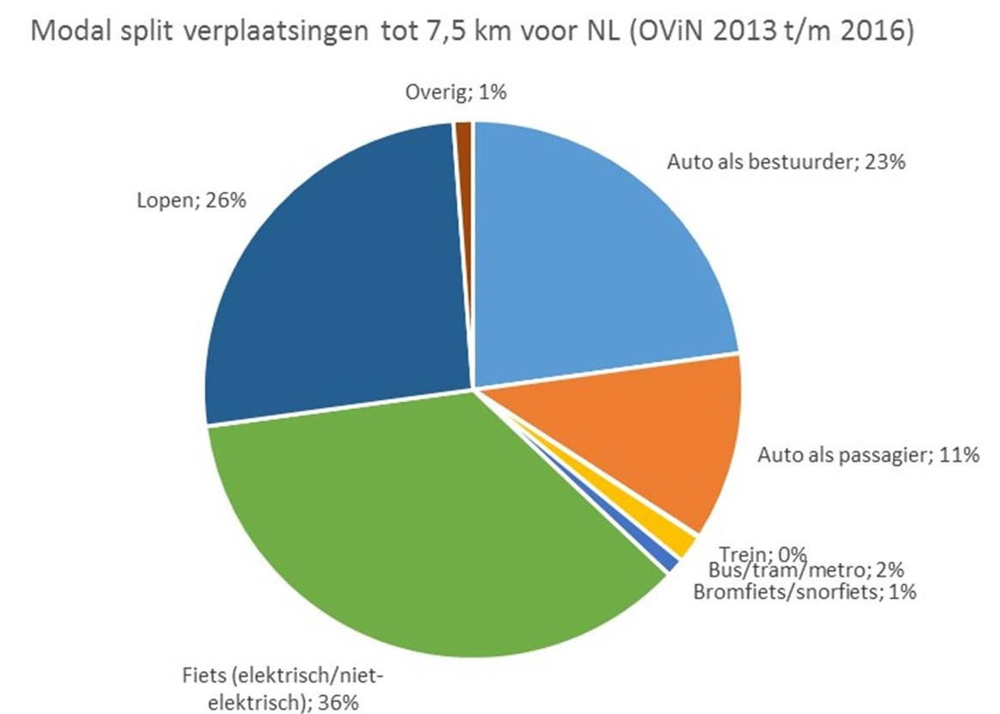 Modal split verplaatsingen tot 7,5 km voor NL (OViN 2013 t/m 2016)
Overig; 1%
Auto als bestuurder; 23%
Lopen; 26%
Auto als passagier; 11%
Trein; 0%
Bus/tram/metro; 2%
Bromfiets/snorfiets; 1%
Fiets (elektrisch/niet-
elektrisch); 36%